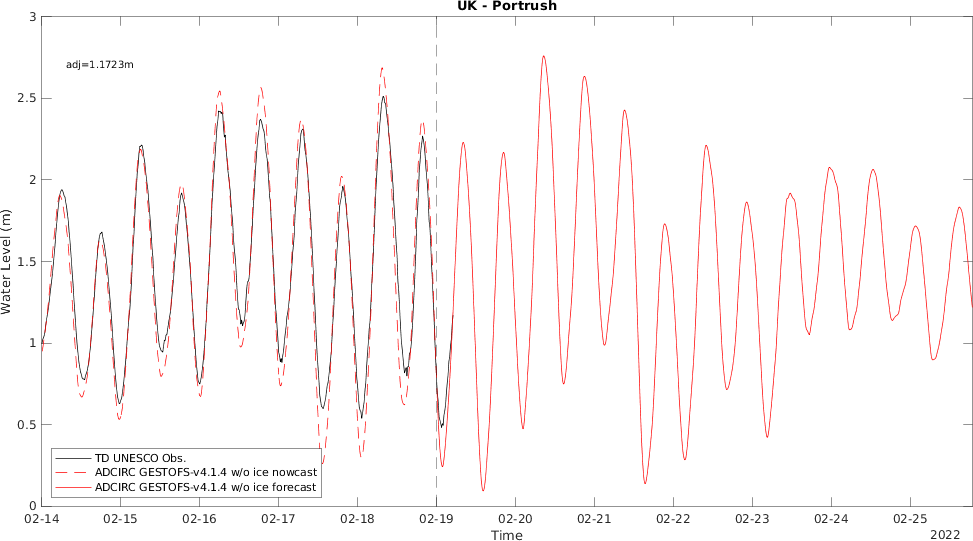 UK - Portrush
3
adj=1.1723m
2.5
2
Water Level (m)
1.5
1
0.5
TD UNESCO Obs.
ADCIRC GESTOFS-v4.1.4 w/o ice nowcast
ADCIRC GESTOFS-v4.1.4 w/o ice forecast
0
02-14 02-15 02-16 02-17 02-18 02-19 02-20 02-21 02-22 02-23 02-24 02-25
Time
2022